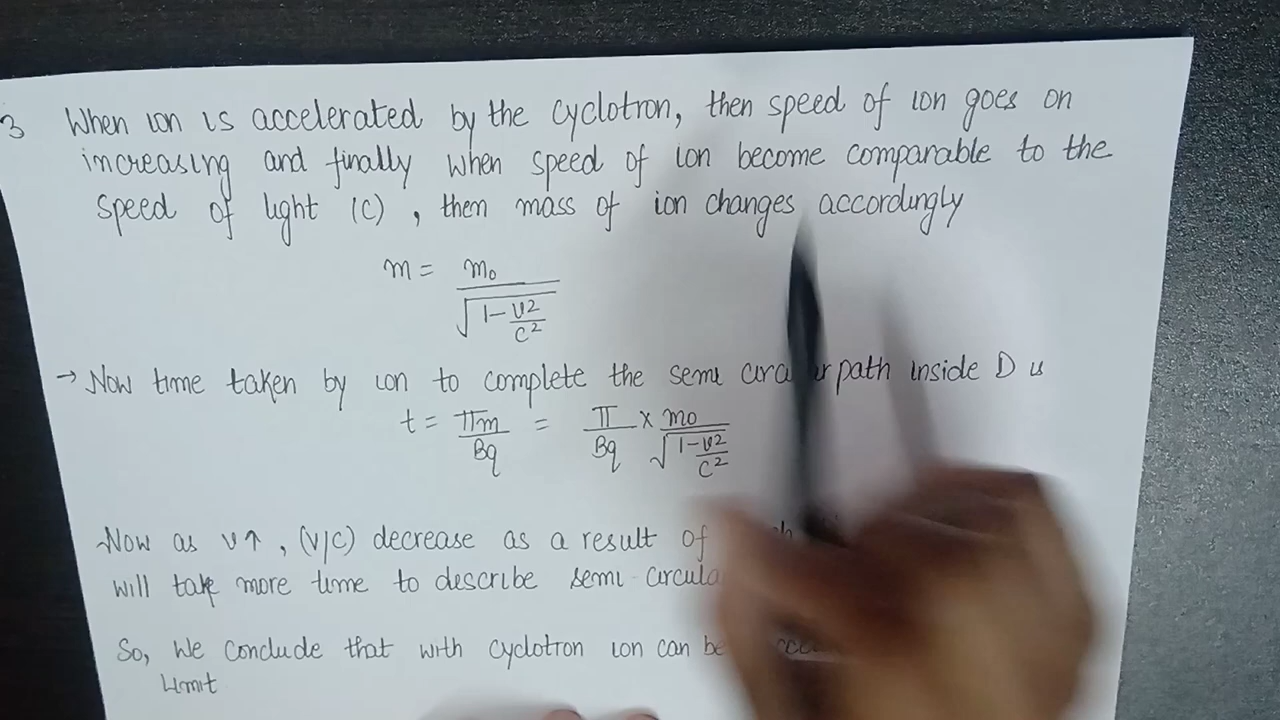 3 When ion is accelerated by the cyclotron, then speed of ion goes on
increasing and finally when speed of ion become comparable to the
speed of light (C) , then mass of ion changes accordingly
m = m₀ / √(1 - v²/c²)
→ Now time taken by ion to complete the semi path inside D is
t = πm/Bq = π/Bq × m₀/√(1 - v²/c²)
Now as v↑, (v/c) decrease as a result of
will take more time to describe semi
So, We conclude that with cyclotron ion can be
Limit